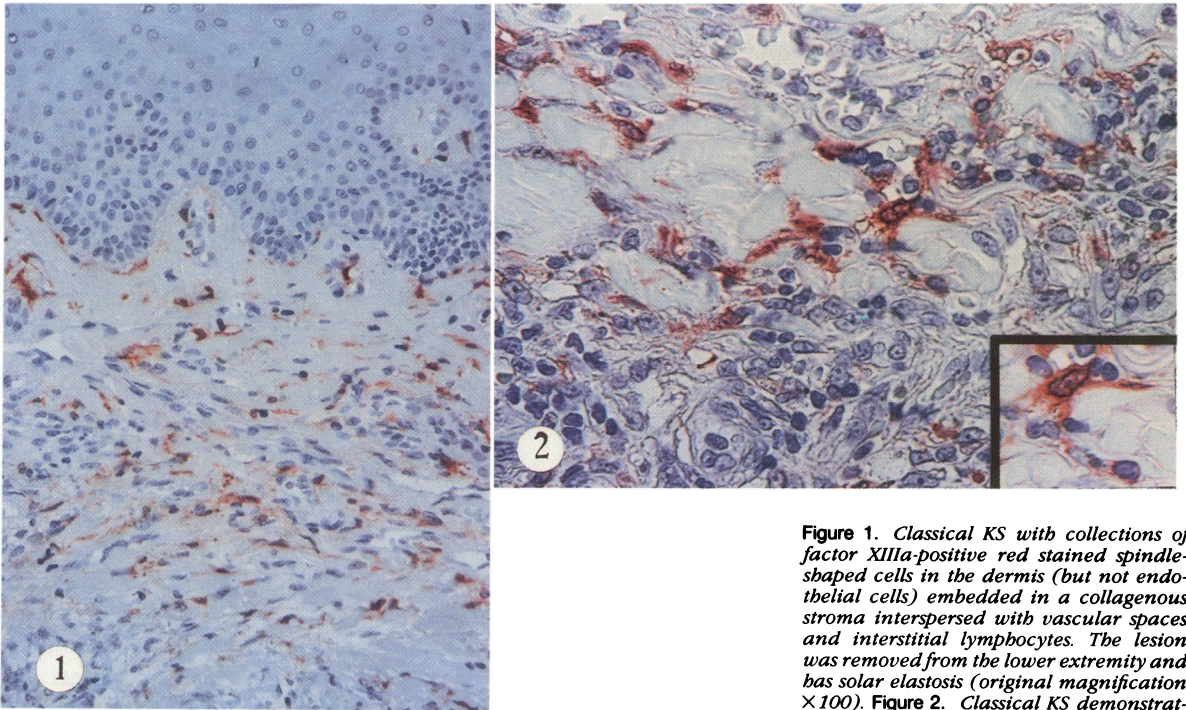 1
2
Figure 1. Classical KS with collections of
factor XIIIa-positive red stained spindle-
shaped cells in the dermis (but not endo-
thelial cells) embedded in a collagenous
stroma interspersed with vascular spaces
and interstitial lymphocytes. The lesion
was removed from the lower extremity and
has solar elastosis (original magnification
×100). Figure 2. Classical KS demonstrat-